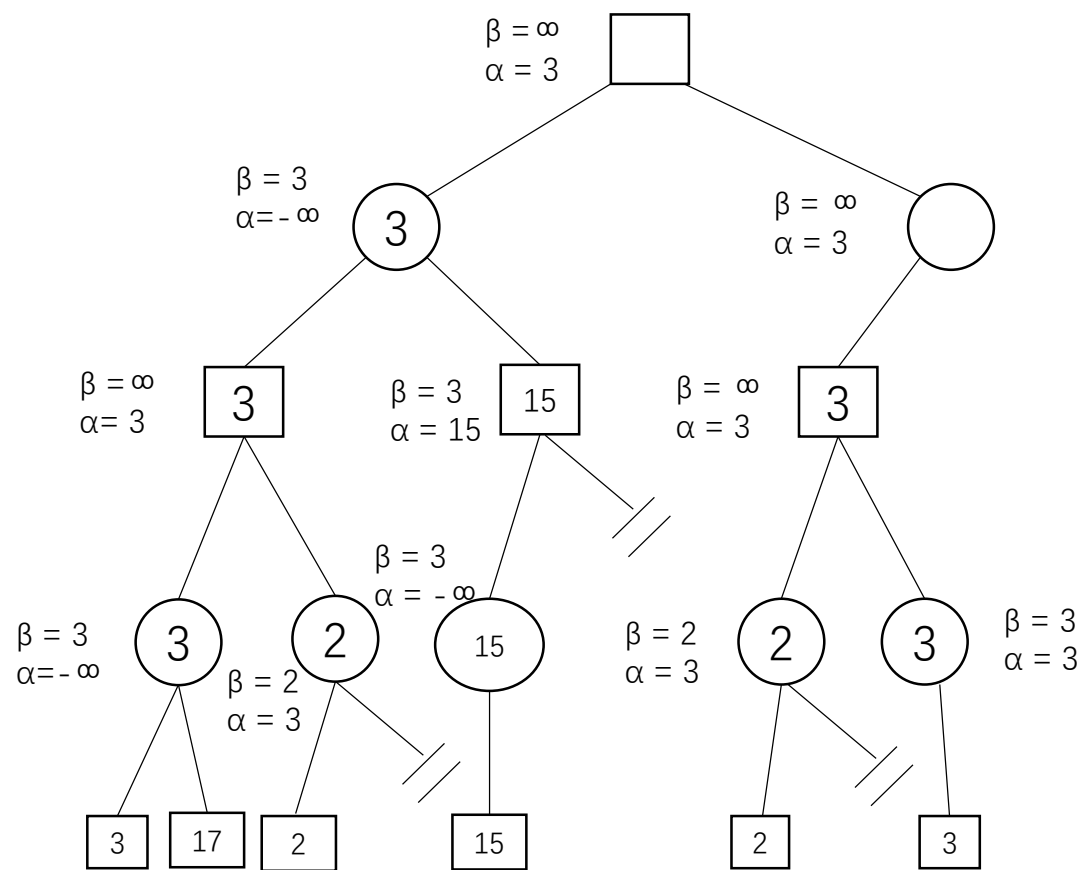 β = ∞
α = 3
β = 3
α=-∞
3
β = ∞
α = 3
β = ∞
α= 3
3
β = 3
α = 15
15
β = ∞
α = 3
3
β = 3
α = -∞
β = 3
α=-∞
3
2
β = 2
α = 3
15
β = 2
α = 3
2
3
β = 3
α = 3
3
17
2
15
2
3